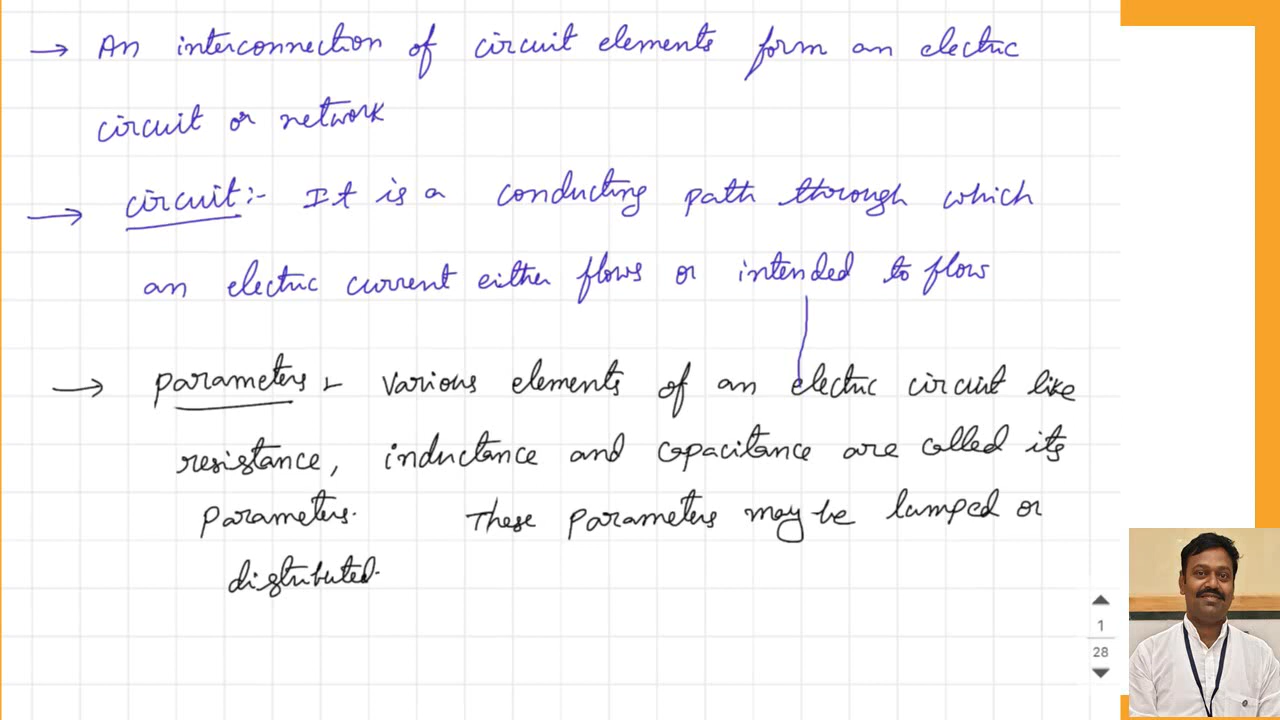 → An interconnection of circuit elements form an electric
circuit or network
→ circuit:- It is a conducting path through which
an electric current either flows or intended to flow
→ parameters :- various elements of an electric circuit like
resistance, inductance and capacitance are called its
parameters. These parameters may be lumped or
distributed.
1
28